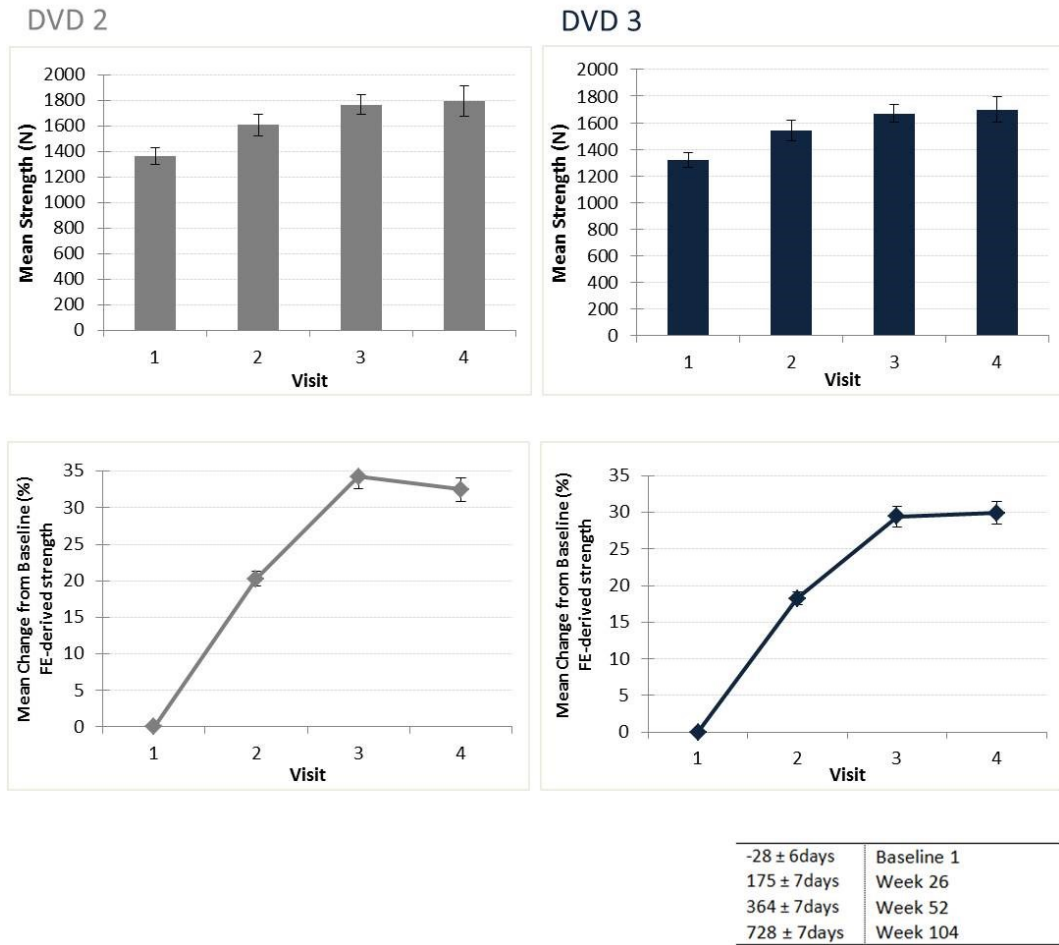 DVD 2
DVD 3
Mean Strength (N)
2000
1800
1600
1400
1200
1000
800
600
400
200
0
1 2 3 4
Visit
Mean Strength (N)
2000
1800
1600
1400
1200
1000
800
600
400
200
0
1 2 3 4
Visit
Mean Change from Baseline (%)
FE-derived strength
35
30
25
20
15
10
5
0
1 2 3 4
Visit
Mean Change from Baseline (%)
FE-derived strength
35
30
25
20
15
10
5
0
1 2 3 4
Visit
-28 ± 6days Baseline 1
175 ± 7days Week 26
364 ± 7days Week 52
728 ± 7days Week 104